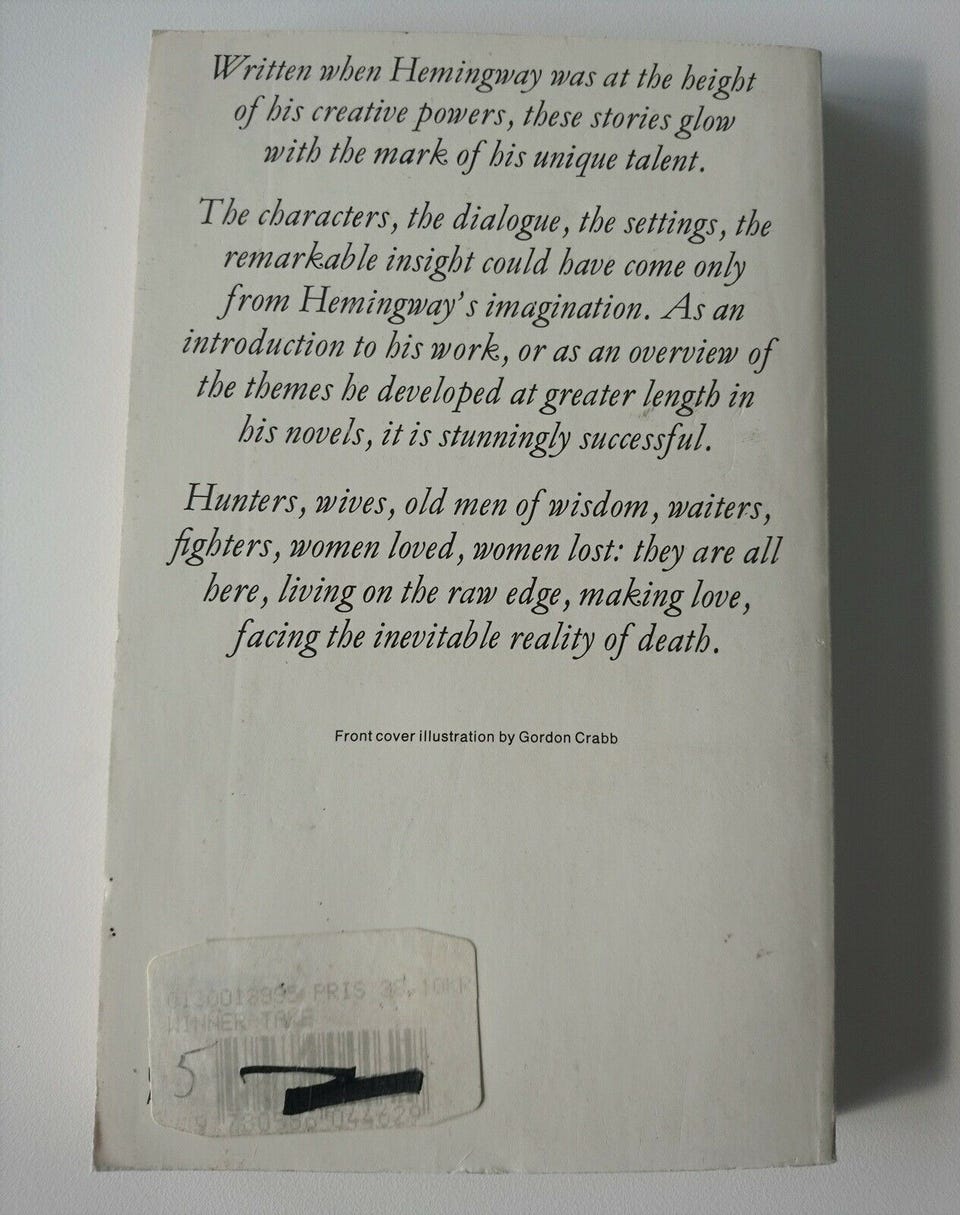 Written when Hemingway was at the height
of his creative powers, these stories glow
with the mark of his unique talent.
The characters, the dialogue, the settings, the
remarkable insight could have come only
from Hemingway's imagination. As an
introduction to his work, or as an overview of
the themes he developed at greater length in
his novels, it is stunningly successful.
Hunters, wives, old men of wisdom, waiters,
fighters, women loved, women lost: they are all
here, living on the raw edge, making love,
facing the inevitable reality of death.
Front cover illustration by Gordon Crabb
PRIS
WINNER TAKE
5